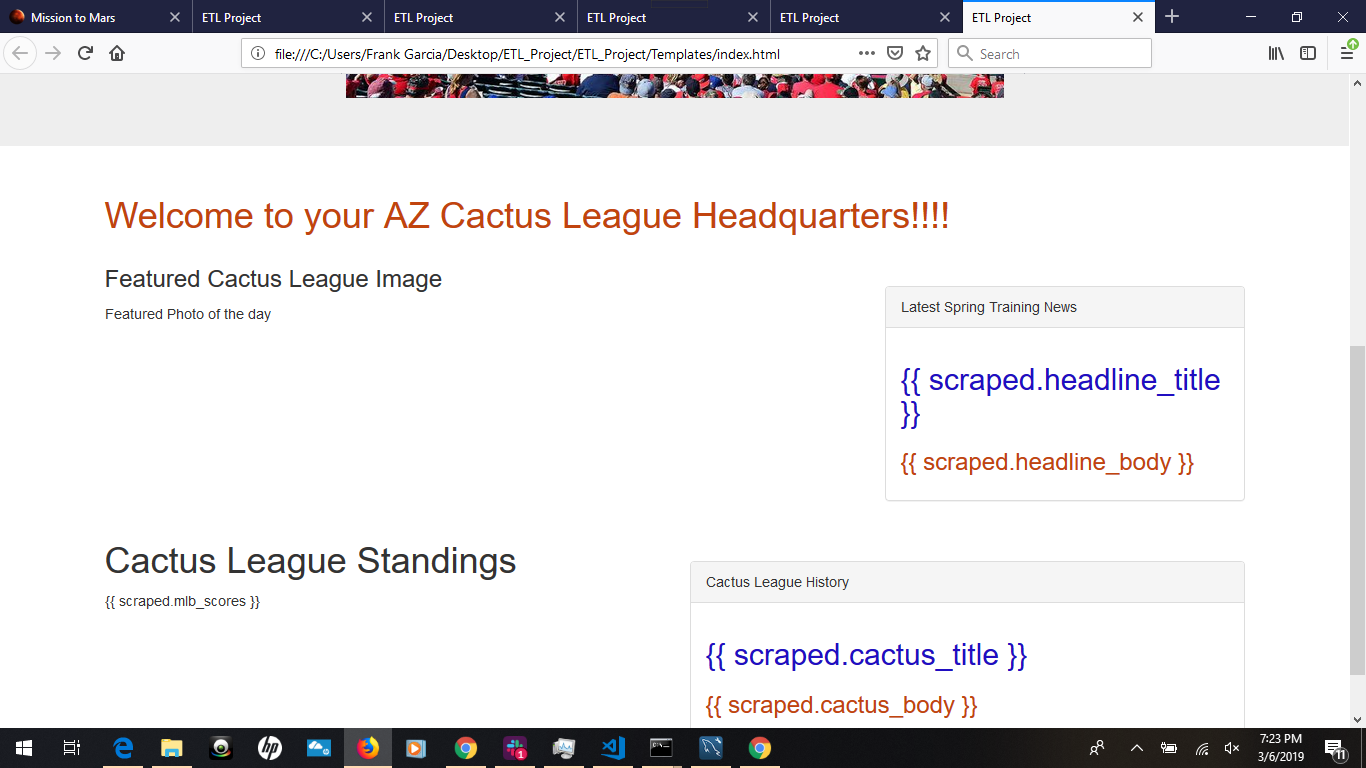 Mission to Mars
ETL Project
ETL Project
ETL Project
ETL Project
ETL Project
file:///C:/Users/Frank Garcia/Desktop/ETL_Project/ETL_Project/Templates/index.html
Search
Welcome to your AZ Cactus League Headquarters!!!!
Featured Cactus League Image
Featured Photo of the day
Latest Spring Training News
{{ scraped.headline_title
}}
{{ scraped.headline_body }}
Cactus League Standings
{{ scraped.mlb_scores }}
Cactus League History
{{ scraped.cactus_title }}
{{ scraped.cactus_body }}
hp
1
7:23 PM
3/6/2019
11